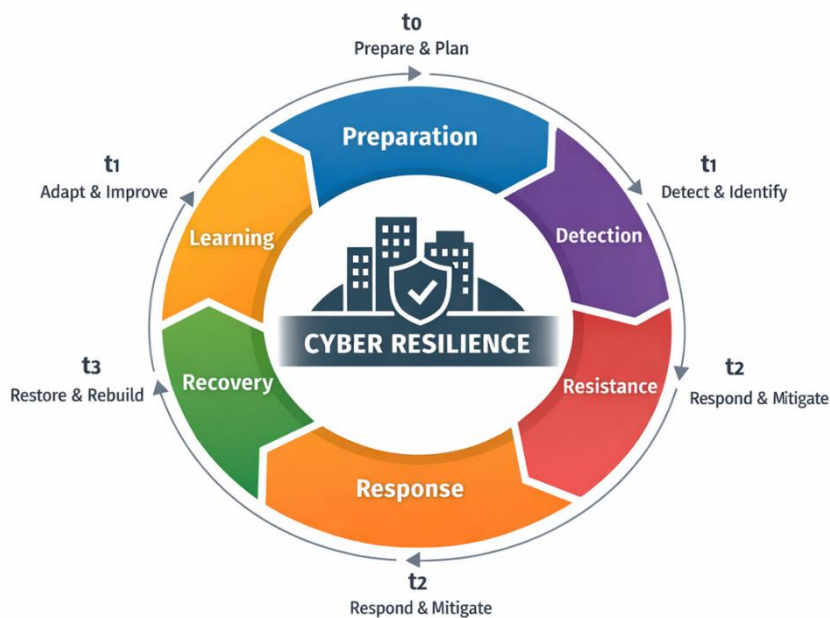 t0
Prepare & Plan
Preparation
t1
Adapt & Improve
t1
Detect & Identify
Learning
Detection
CYBER RESILIENCE
t3
Restore & Rebuild
Recovery
Resistance
t2
Respond & Mitigate
Response
t2
Respond & Mitigate